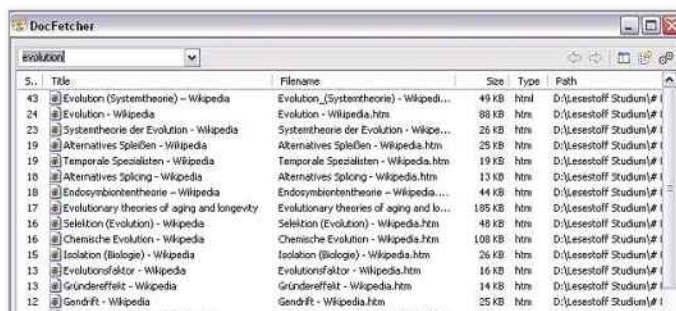 DocFetcher
evolution
S.. Title Filename Size Type Path
43 Evolution (Systemtheorie) – Wikipedia Evolution_(Systemtheorie) - Wikipedi... 49 KB html D:\Lesestoff Studium\#
24 Evolution - Wikipedia Evolution - Wikipedia.htm 88 KB htm D:\Lesestoff Studium\#
23 Systemtheorie der Evolution - Wikipedia Systemtheorie der Evolution - Wikipe... 26 KB htm D:\Lesestoff Studium\#
19 Alternatives Spleißen - Wikipedia Alternatives Spleißen - Wikipedia.htm 25 KB htm D:\Lesestoff Studium\#
19 Temporale Spezialisten - Wikipedia Temporale Spezialisten - Wikipedia.htm 19 KB htm D:\Lesestoff Studium\#
18 Alternatives Splicing - Wikipedia Alternatives Splicing - Wikipedia.htm 13 KB htm D:\Lesestoff Studium\#
18 Endosymbiontentheorie – Wikipedia Endosymbiontentheorie – Wikipedia.... 44 KB htm D:\Lesestoff Studium\#
17 Evolutionary theories of aging and longevity Evolutionary theories of aging and lo... 185 KB htm D:\Lesestoff Studium\#
16 Selektion (Evolution) - Wikipedia Selektion (Evolution) - Wikipedia.htm 48 KB htm D:\Lesestoff Studium\#
16 Chemische Evolution - Wikipedia Chemische Evolution - Wikipedia.htm 108 KB htm D:\Lesestoff Studium\#
15 Isolation (Biologie) - Wikipedia Isolation (Biologie) - Wikipedia.htm 26 KB htm D:\Lesestoff Studium\#
13 Evolutionsfaktor - Wikipedia Evolutionsfaktor - Wikipedia.htm 16 KB htm D:\Lesestoff Studium\#
13 Gründereffekt - Wikipedia Gründereffekt - Wikipedia.htm 14 KB htm D:\Lesestoff Studium\#
12 Gendrift - Wikipedia Gendrift - Wikipedia.htm 25 KB htm D:\Lesestoff Studium\#